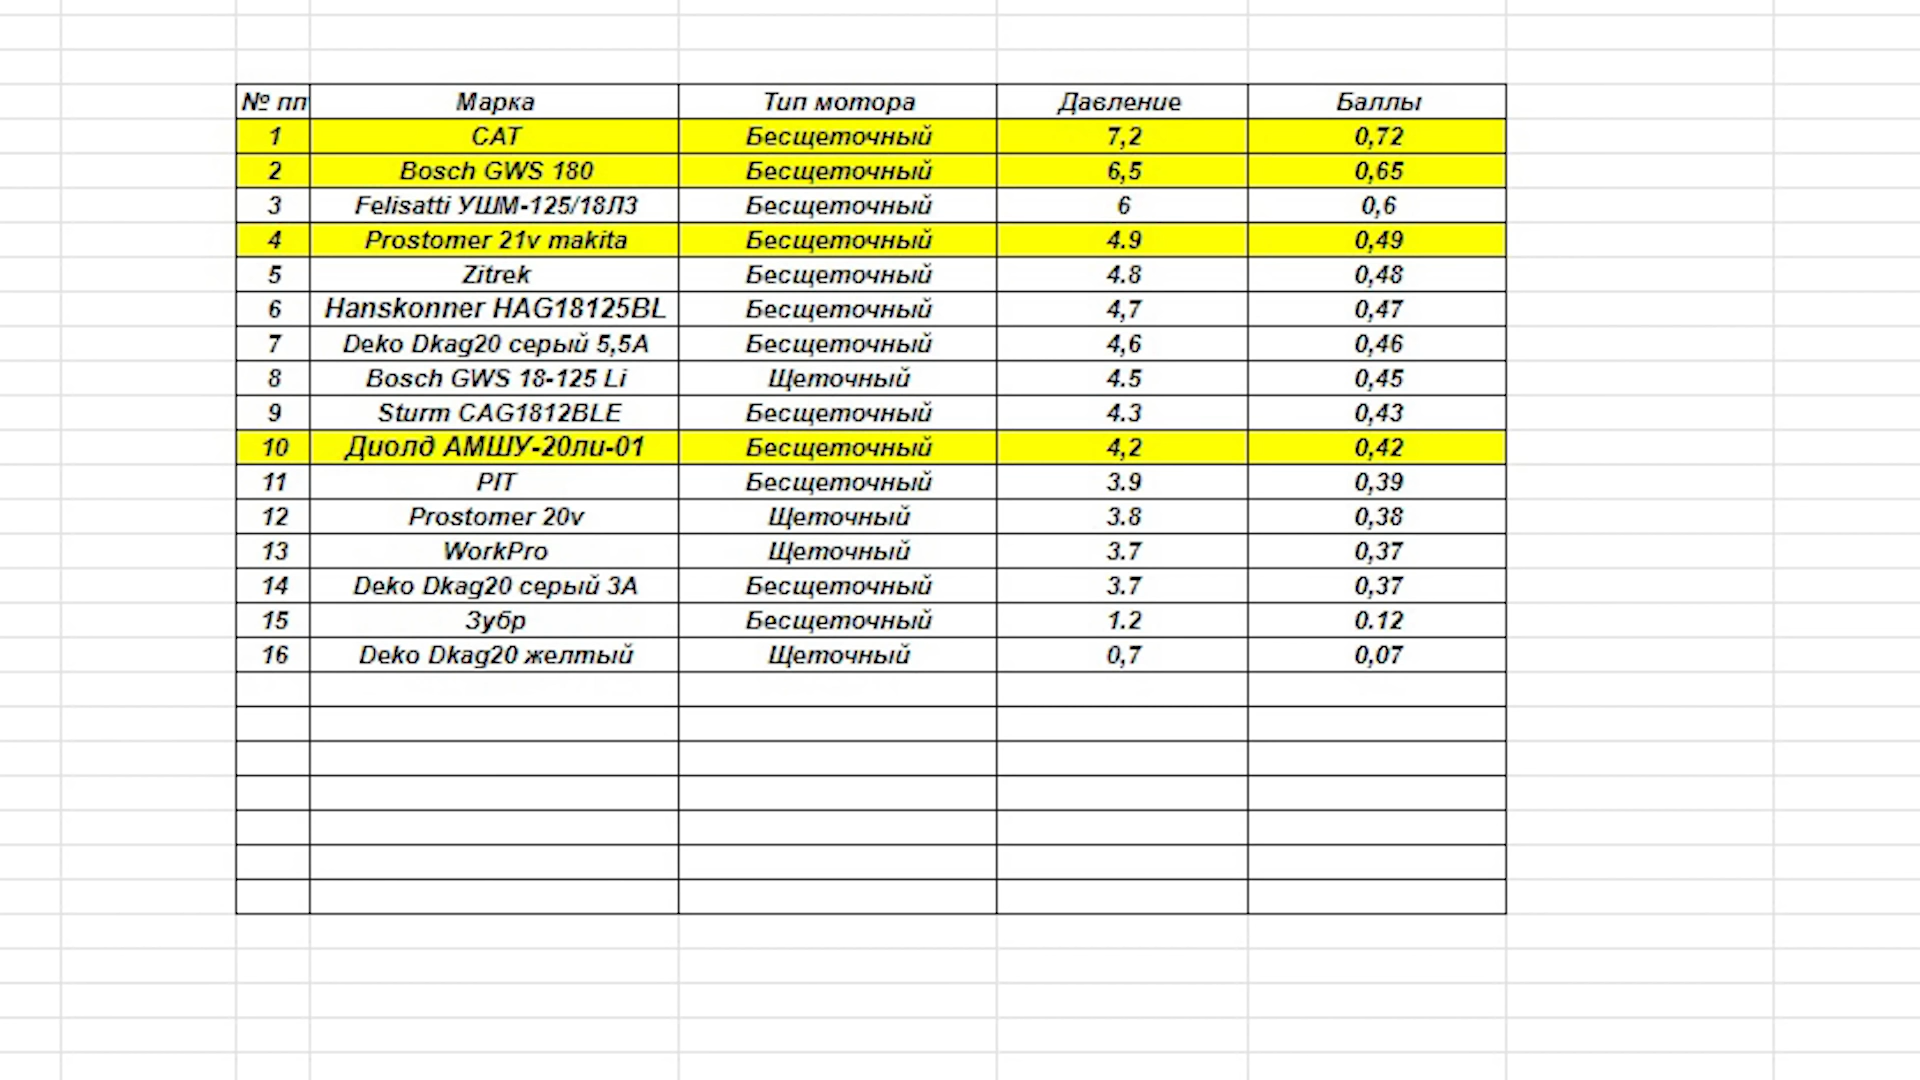 № пп Марка Тип мотора Давление Баллы
1 CAT Бесщеточный 7,2 0,72
2 Bosch GWS 180 Бесщеточный 6,5 0,65
3 Felisatti УШМ-125/18Л3 Бесщеточный 6 0,6
4 Prostomer 21v makita Бесщеточный 4.9 0,49
5 Zitrek Бесщеточный 4.8 0,48
6 Hanskonner HAG18125BL Бесщеточный 4,7 0,47
7 Deko Dkag20 серый 5,5А Бесщеточный 4,6 0,46
8 Bosch GWS 18-125 Li Щеточный 4.5 0,45
9 Sturm CAG1812BLE Бесщеточный 4.3 0,43
10 Диолд АМШУ-20ли-01 Бесщеточный 4,2 0,42
11 PIT Бесщеточный 3.9 0,39
12 Prostomer 20v Щеточный 3.8 0,38
13 WorkPro Щеточный 3.7 0,37
14 Deko Dkag20 серый 3А Бесщеточный 3.7 0,37
15 Зубр Бесщеточный 1.2 0.12
16 Deko Dkag20 желтый Щеточный 0,7 0,07